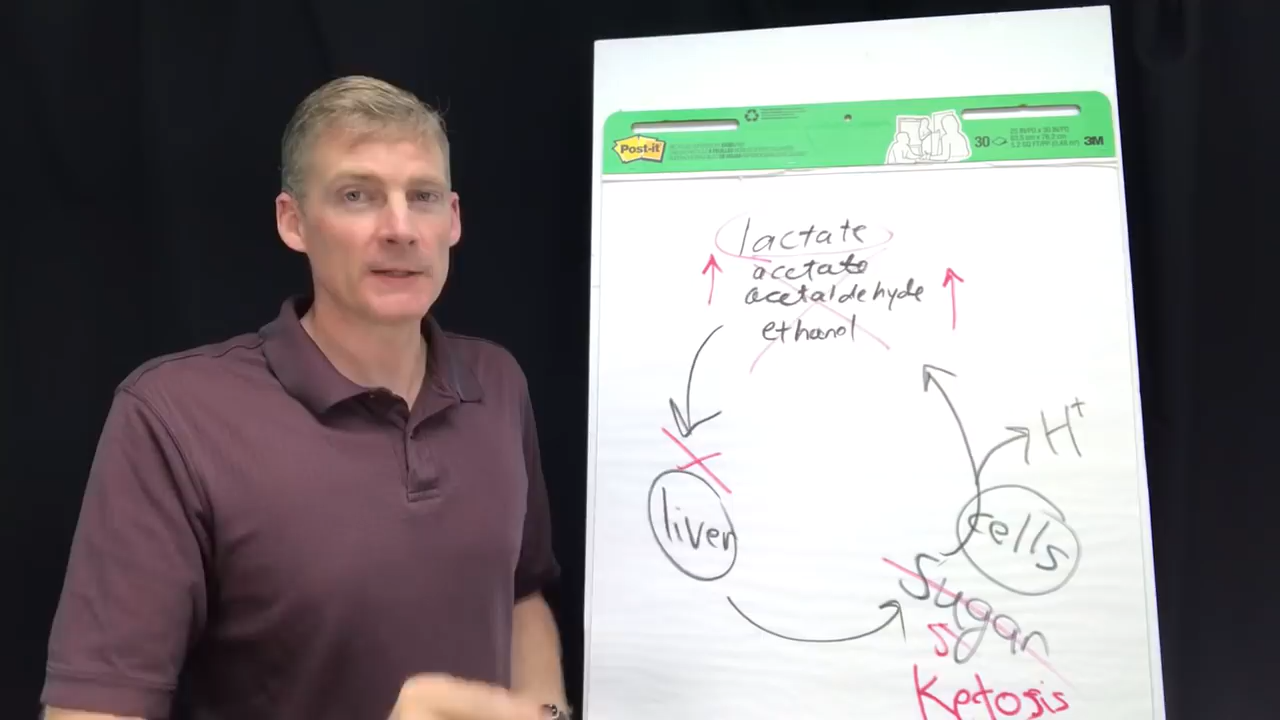 Post-it
30
3M
lactate
acetate
acetaldehyde
ethanol
H+
cells
liver
Sugar
Ketosis